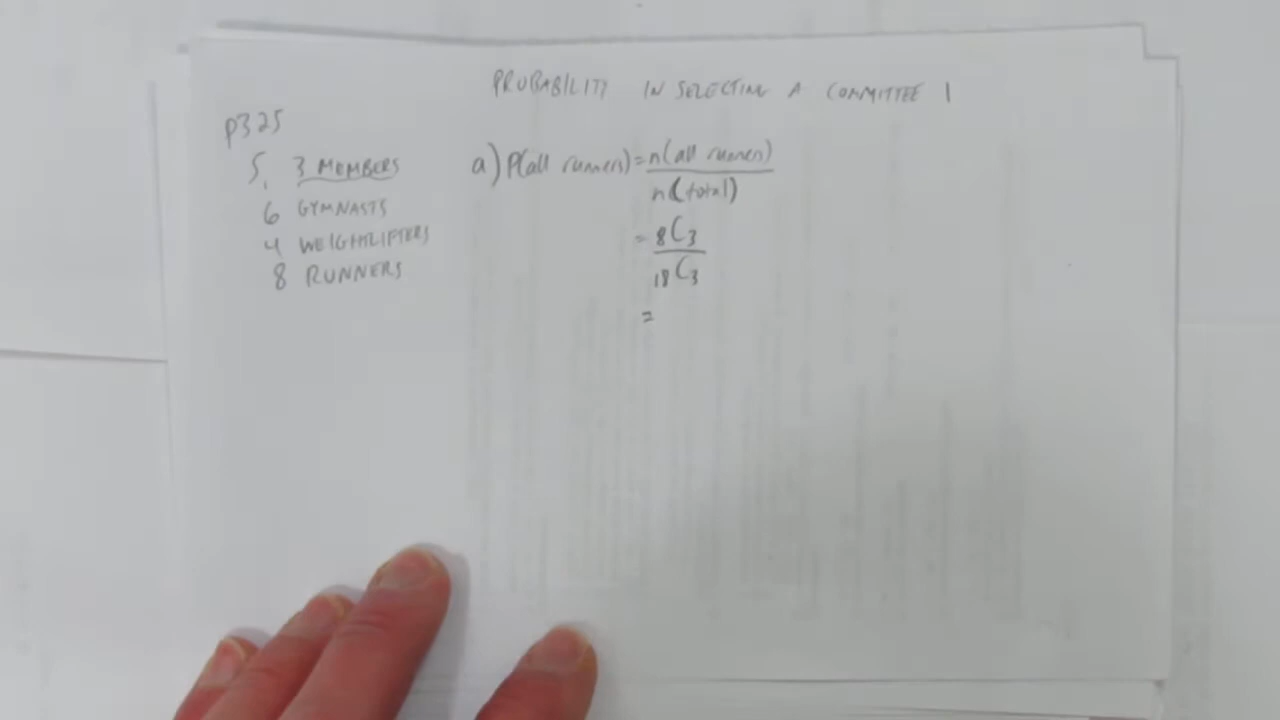 PROBABILITY IN SELECTING A COMMITTEE 1
p325
5, 3 MEMBERS
6 GYMNASTS
4 WEIGHTLIFTERS
8 RUNNERS
a) P(all runners) = n(all runners)
n(total)
= 8C3
18C3
=